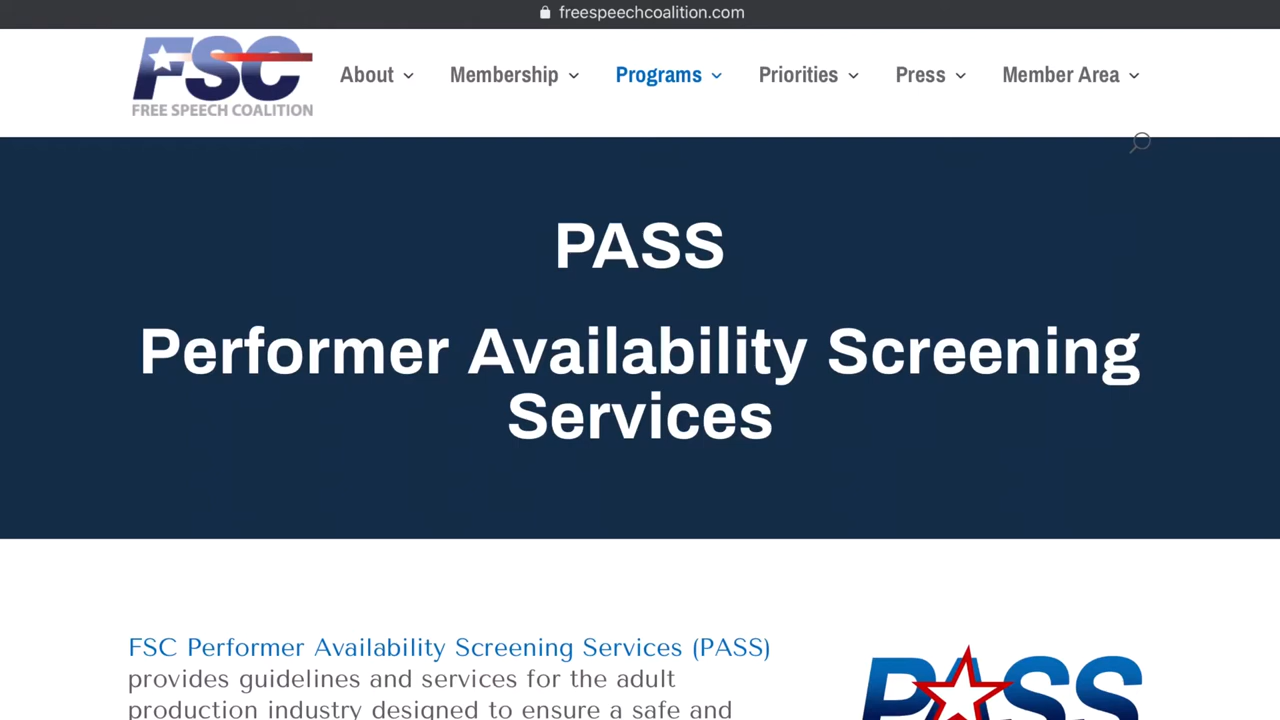 freespeechcoalition.com
FSC
FREE SPEECH COALITION
About Membership Programs Priorities Press Member Area
PASS
Performer Availability Screening
Services
FSC Performer Availability Screening Services (PASS)
provides guidelines and services for the adult
production industry designed to ensure a safe and
PASS